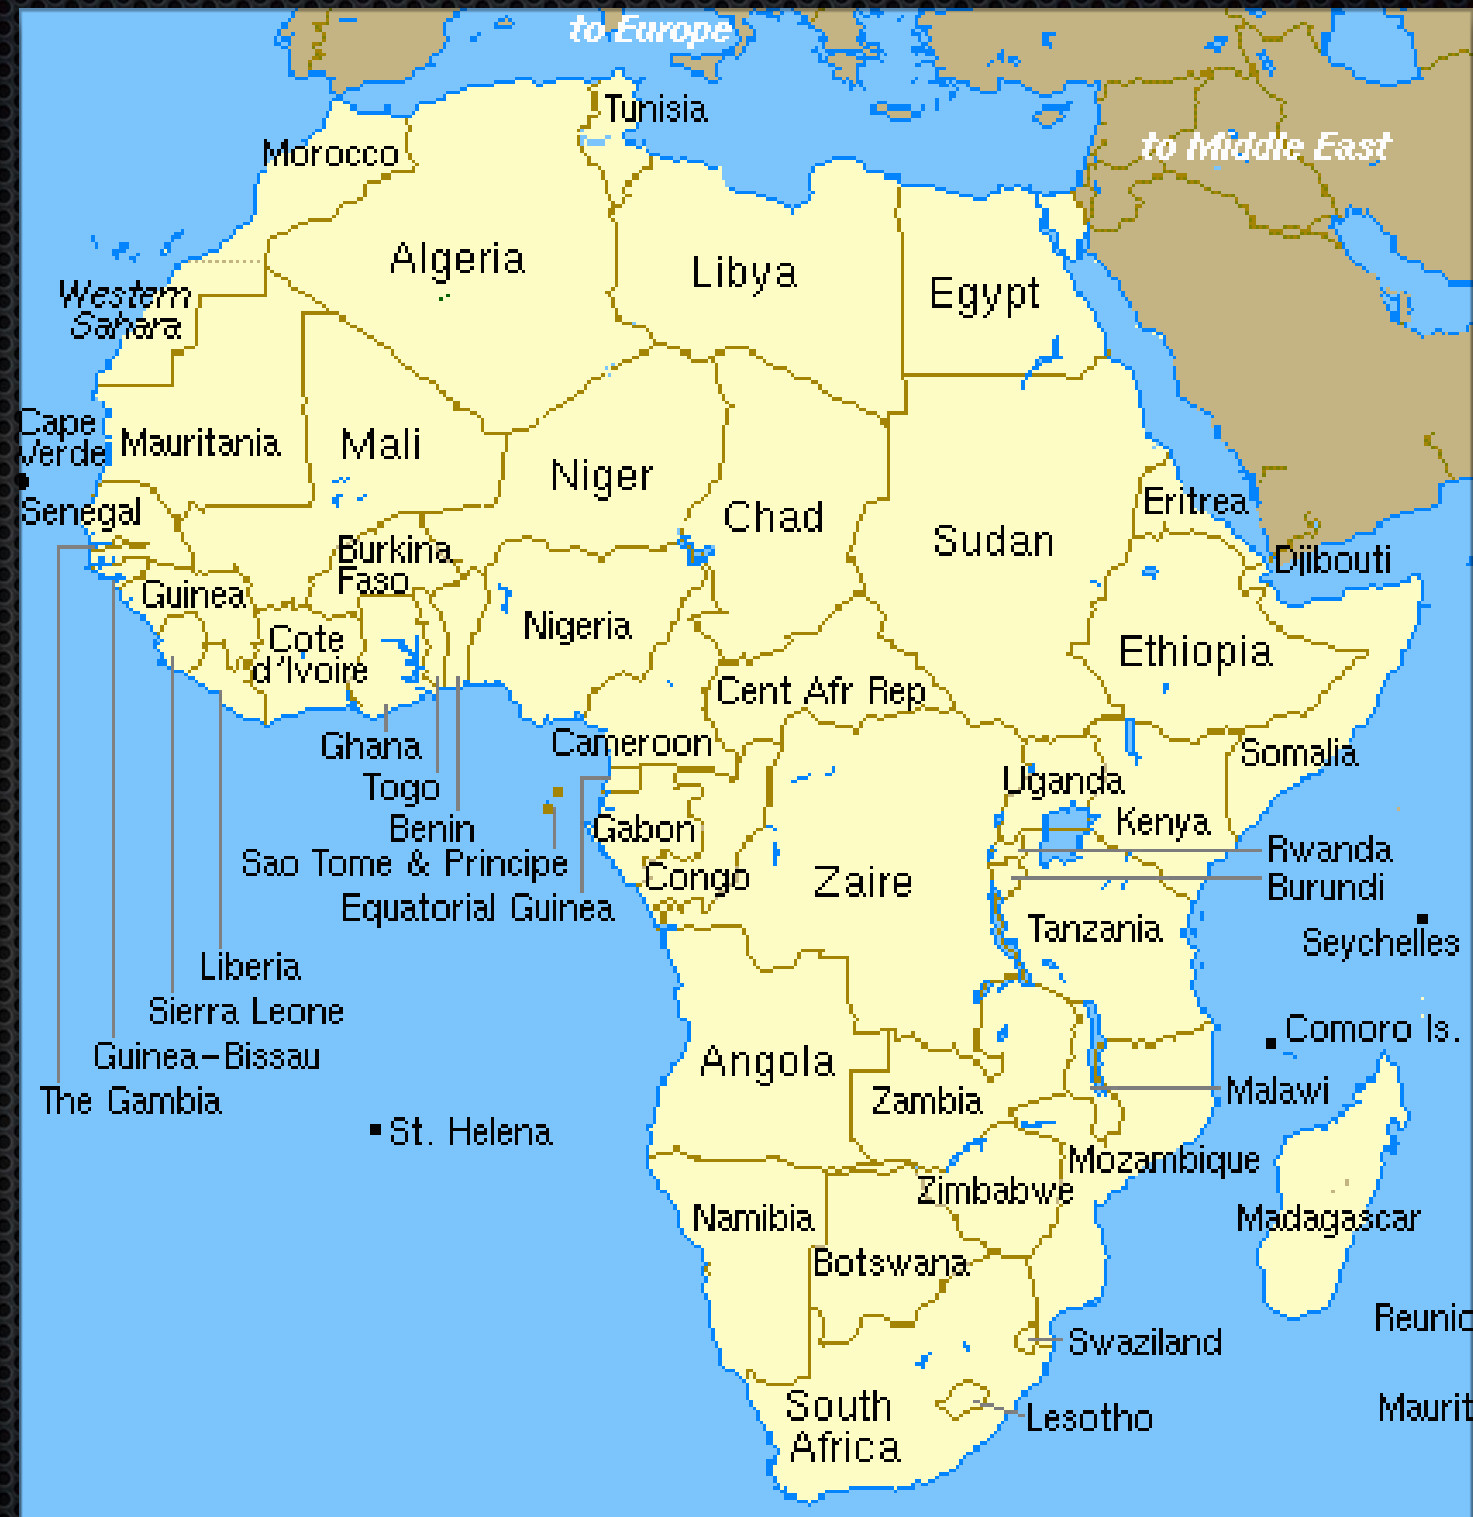 to Europe
Tunisia
to Middle East
Morocco
Algeria
Libya
Egypt
Western
Sahara
Cape
Verde
Mauritania
Mali
Niger
Chad
Sudan
Eritrea
Senegal
Burkina
Faso
Djibouti
Guinea
Nigeria
Cote
d'Ivoire
Ethiopia
Cent Afr Rep
Ghana
Cameroon
Somalia
Togo
Uganda
Benin
Gabon
Kenya
Sao Tome & Principe
Rwanda
Congo
Zaire
Burundi
Equatorial Guinea
Tanzania
Seychelles
Liberia
Sierra Leone
Comoro Is.
Guinea-Bissau
Angola
The Gambia
Zambia
Malawi
St. Helena
Mozambique
Zimbabwe
Namibia
Madagascar
Botswana
Reunio
Swaziland
South
Africa
Maurit
Lesotho